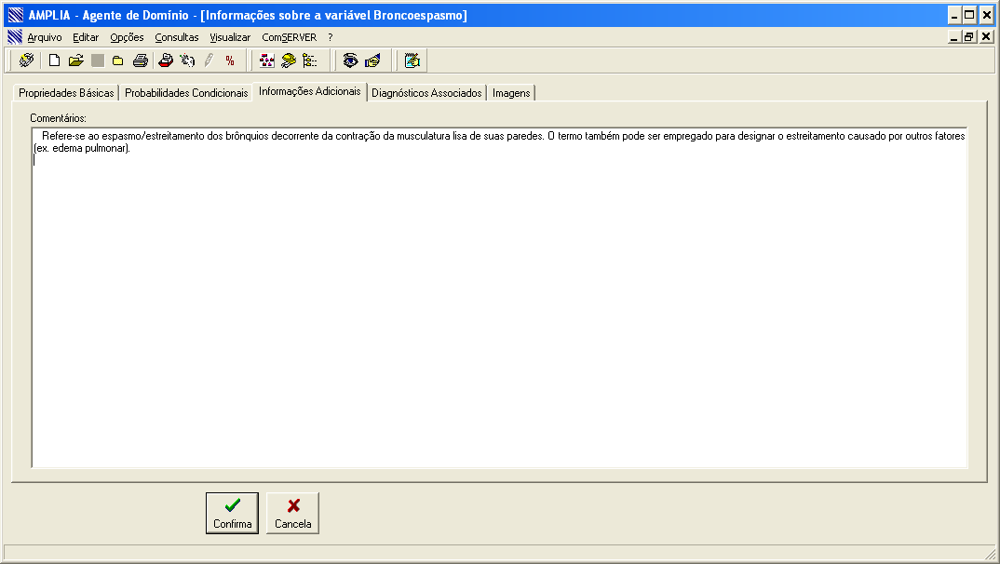 AMPLIA - Agente de Domínio - [Informações sobre a variável Broncoespasmo]
Arquivo Editar Opções Consultas Visualizar ComSERVER ?
%
Propriedades Básicas Probabilidades Condicionais Informações Adicionais Diagnósticos Associados Imagens
Comentários:
Refere-se ao espasmo/estreitamento dos brônquios decorrente da contração da musculatura lisa de suas paredes. O termo também pode ser empregado para designar o estreitamento causado por outros fatores
(ex. edema pulmonar).
Confirma Cancela